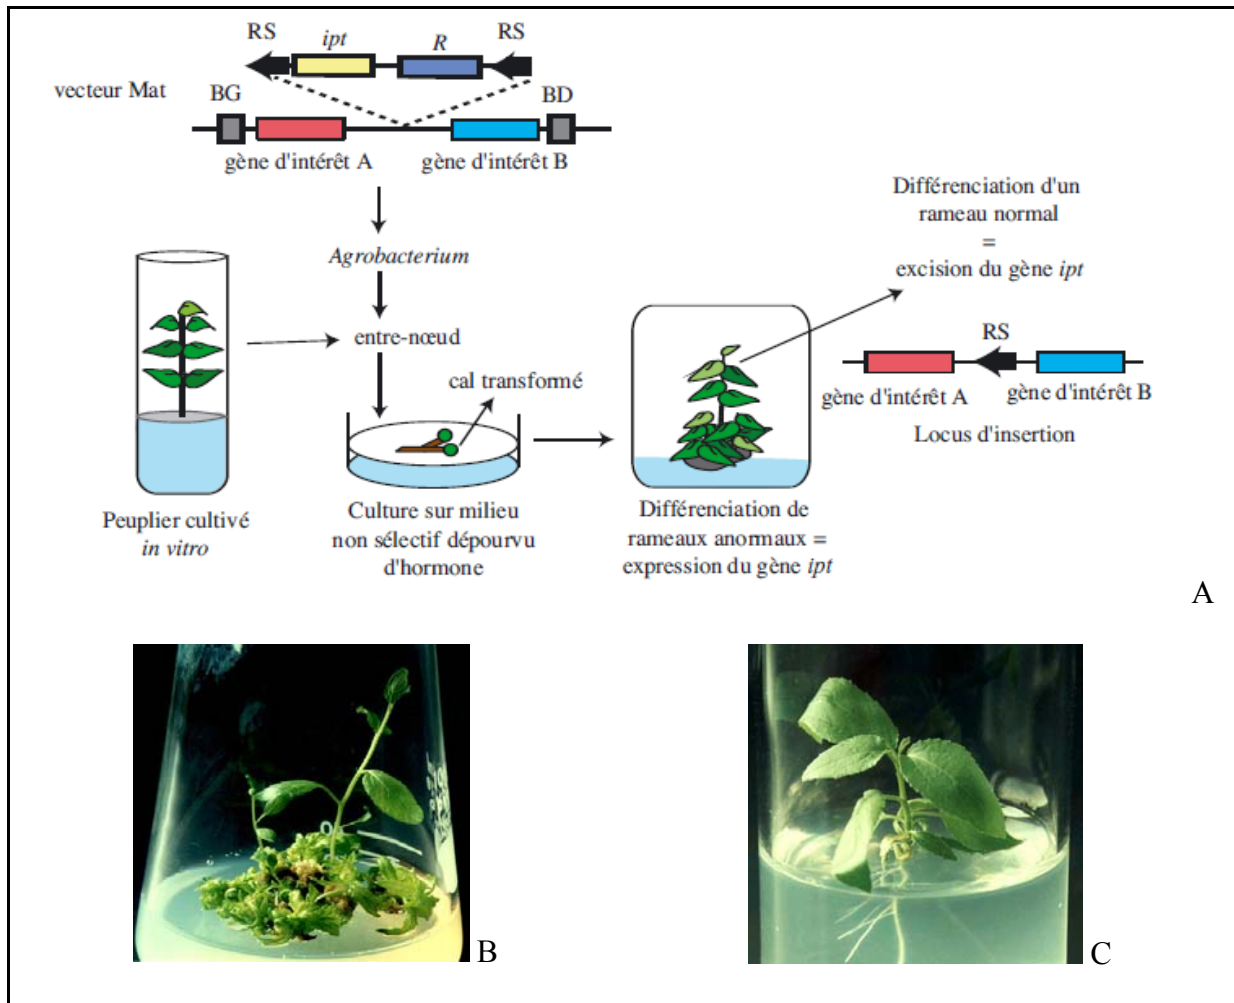 RS
ipt
R
RS
vecteur Mat
BG
BD
gène d'intérêt A
gène d'intérêt B
Agrobacterium
entre-nœud
cal transformé
Peuplier cultivé
in vitro
Culture sur milieu
non sélectif dépourvu
d'hormone
Différenciation de
rameaux anormaux =
expression du gène ipt
Différenciation d'un
rameau normal
=
excision du gène ipt
RS
gène d'intérêt A
gène d'intérêt B
Locus d'insertion
A
B
C